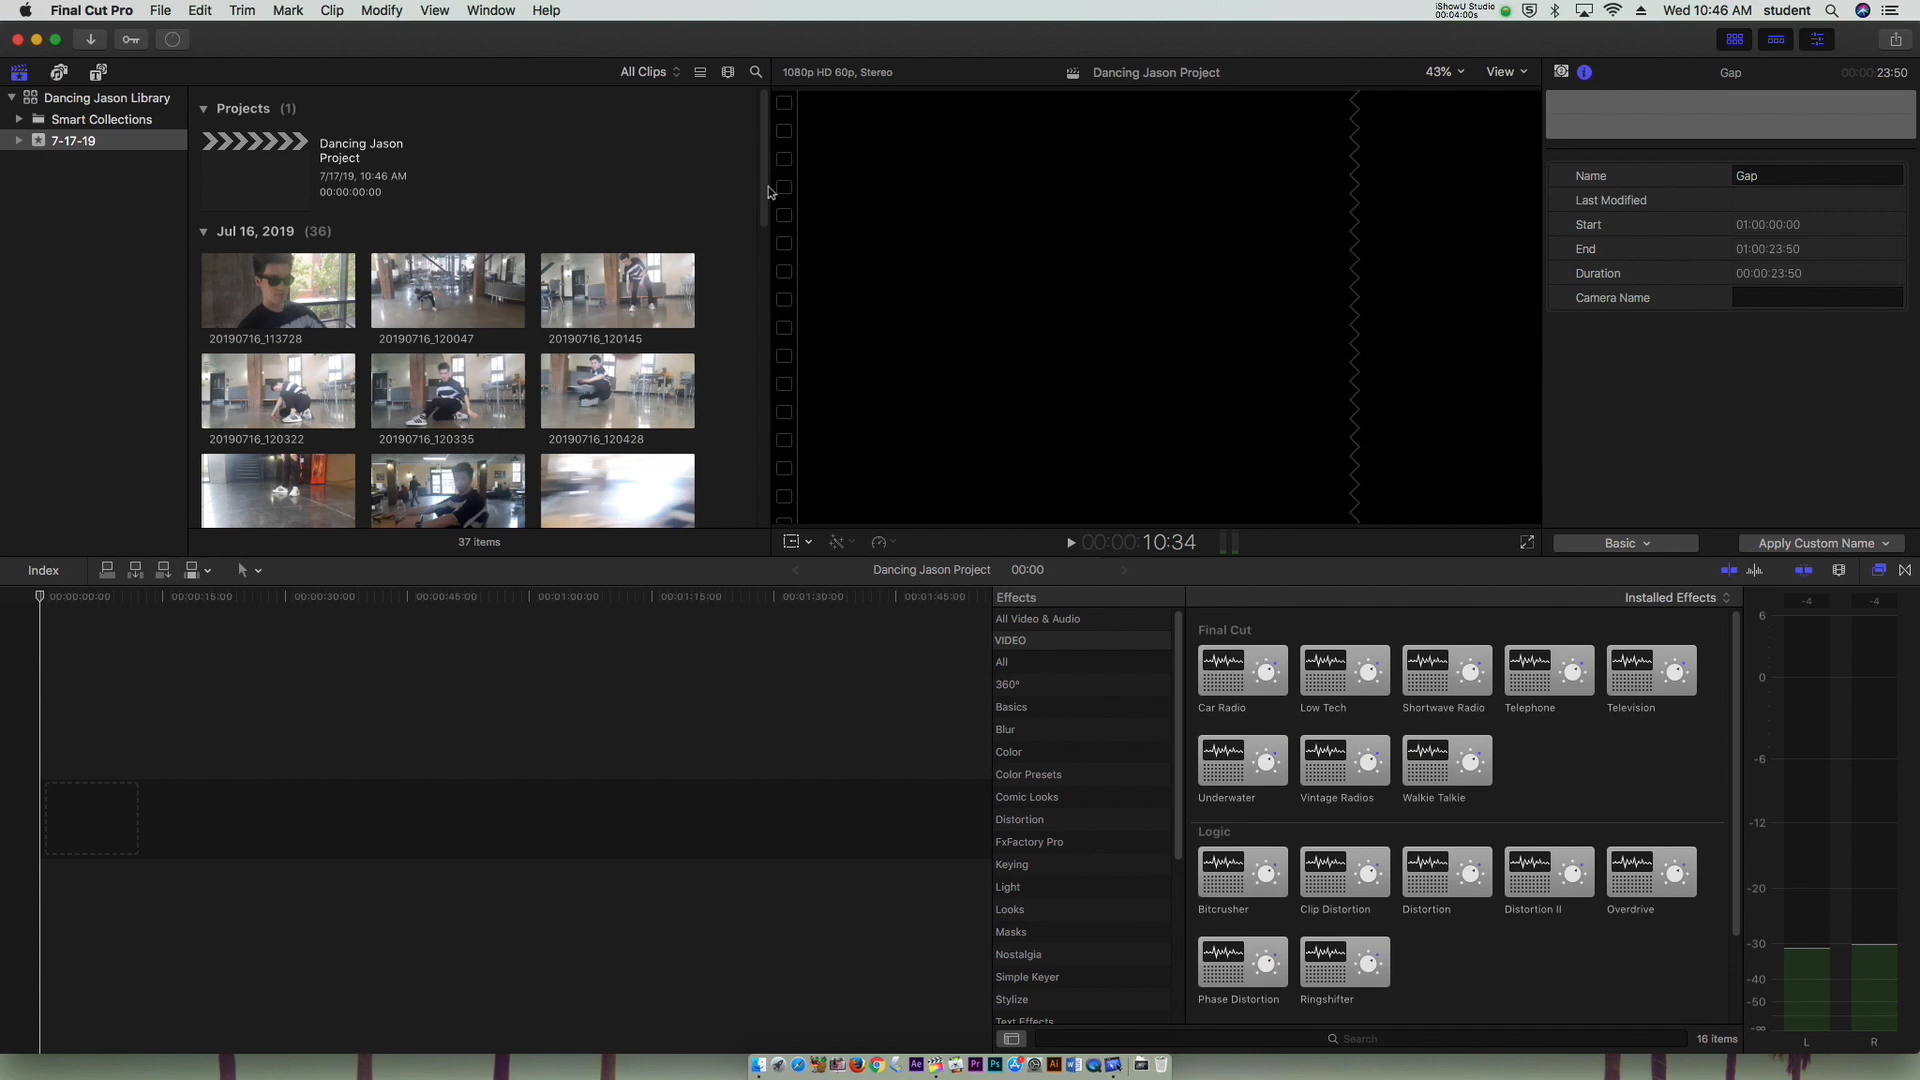 Final Cut Pro File Edit Trim Mark Clip Modify View Window Help
iShowU Studio
00:04:00s
Wed 10:46 AM student
All Clips
1080p HD 60p, Stereo
Dancing Jason Project
43%
View
Gap
00:00:23:50
Dancing Jason Library
Smart Collections
7-17-19
Projects (1)
Dancing Jason
Project
7/17/19, 10:46 AM
00:00:00:00
Jul 16, 2019 (36)
20190716_113728
20190716_120047
20190716_120145
20190716_120322
20190716_120335
20190716_120428
37 items
00:00:10:34
Name Gap
Last Modified
Start 01:00:00:00
End 01:00:23:50
Duration 00:00:23:50
Camera Name
Basic
Apply Custom Name
Index
Dancing Jason Project 00:00
00:00:00:00 00:00:15:00 00:00:30:00 00:00:45:00 00:01:00:00 00:01:15:00 00:01:30:00 00:01:45:00
Effects
All Video & Audio
VIDEO
All
360°
Basics
Blur
Color
Color Presets
Comic Looks
Distortion
FxFactory Pro
Keying
Light
Looks
Masks
Nostalgia
Simple Keyer
Stylize
Text Effects
Installed Effects
Final Cut
Car Radio
Low Tech
Shortwave Radio
Telephone
Television
Underwater
Vintage Radios
Walkie Talkie
Logic
Bitcrusher
Clip Distortion
Distortion
Distortion II
Overdrive
Phase Distortion
Ringshifter
Search
16 items
-4 -4
6
0
-6
-12
-20
-30
-40
-50
-∞
L R
Ae
Pr
Ps
Ai